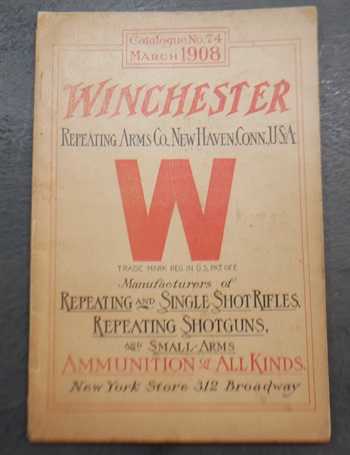 Catalogue No. 74
MARCH 1908
WINCHESTER
REPEATING ARMS CO., NEW HAVEN, CONN., U.S.A.
W
TRADE MARK REG. IN U.S. PAT. OFF.
Manufacturers of
REPEATING AND SINGLE SHOT RIFLES,
REPEATING SHOTGUNS,
AND SMALL-ARMS
AMMUNITION OF ALL KINDS.
New York Store 312 Broadway